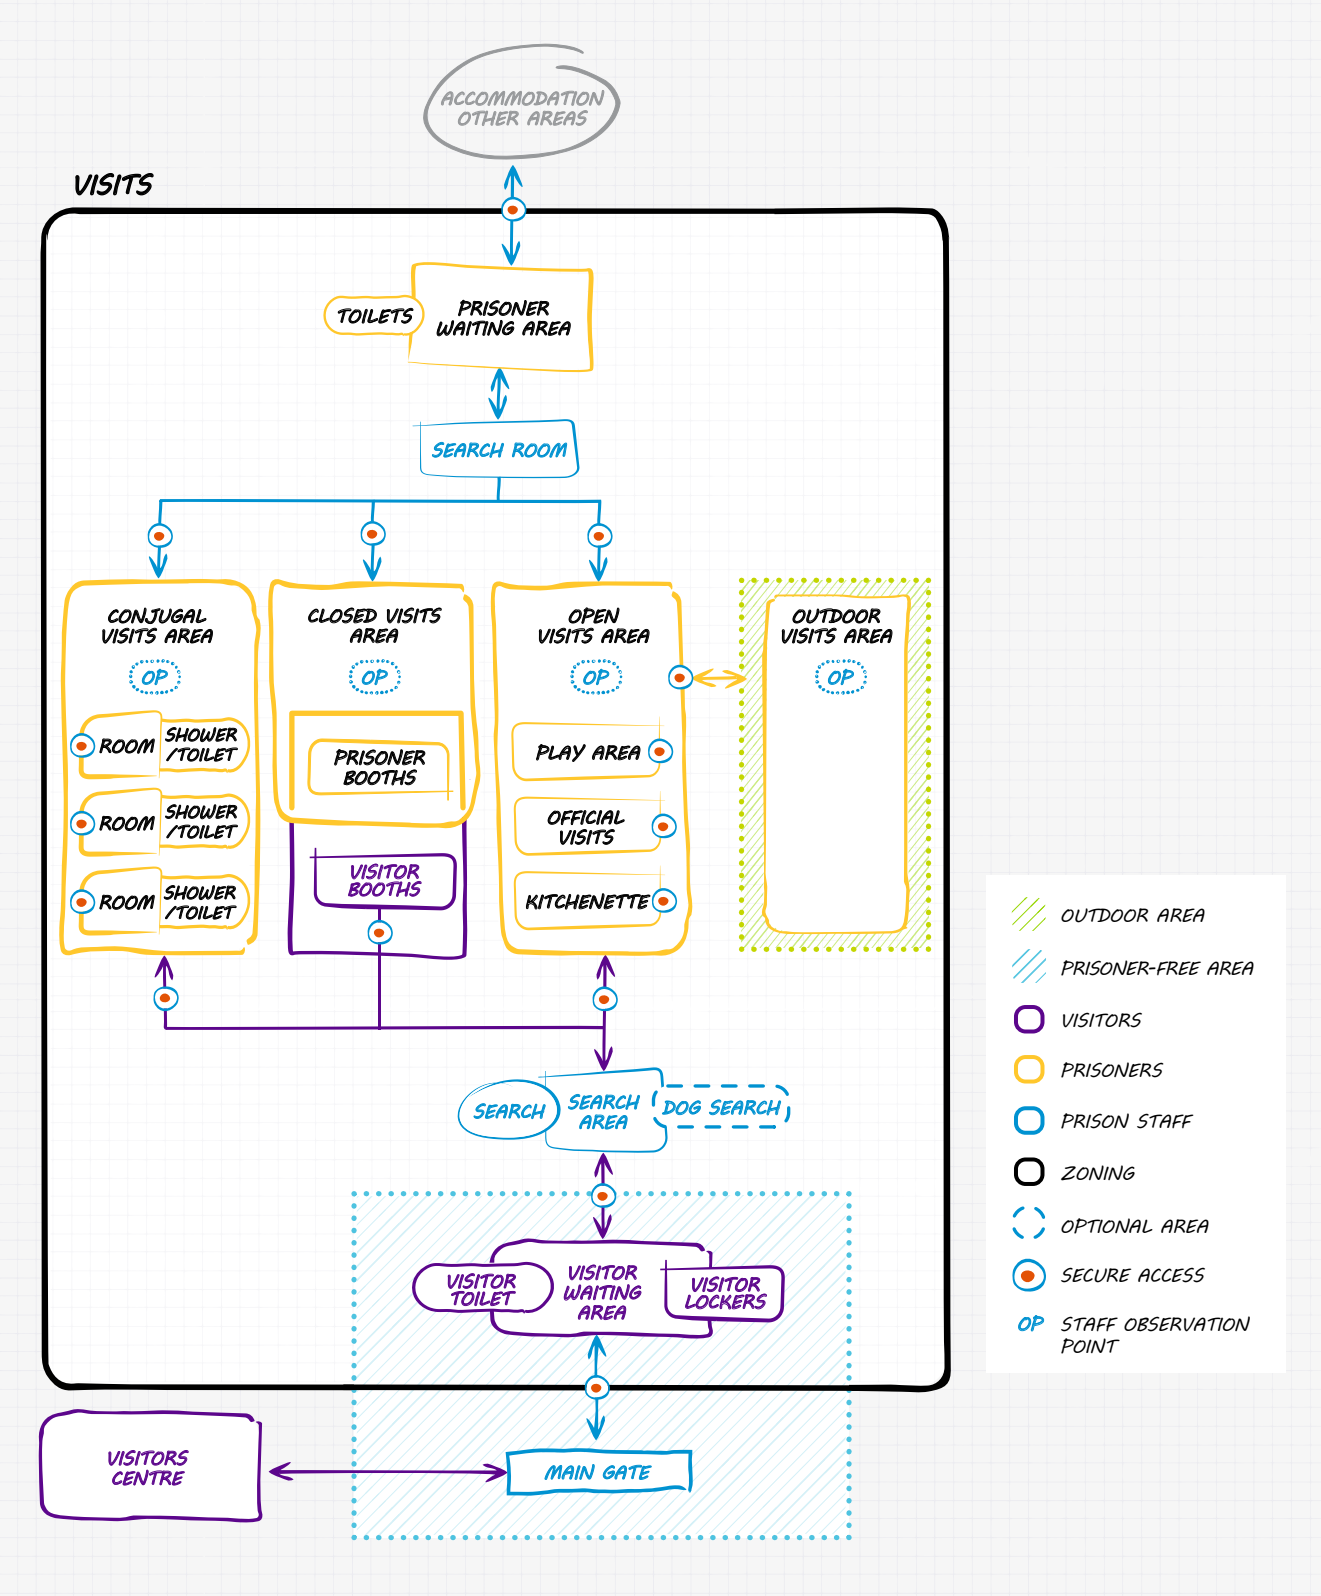 ACCOMMODATION
OTHER AREAS
VISITS
TOILETS
PRISONER
WAITING AREA
SEARCH ROOM
CONJUGAL
VISITS AREA
OP
ROOM
SHOWER
/TOILET
ROOM
SHOWER
/TOILET
ROOM
SHOWER
/TOILET
CLOSED VISITS
AREA
OP
PRISONER
BOOTHS
VISITOR
BOOTHS
OPEN
VISITS AREA
OP
PLAY AREA
OFFICIAL
VISITS
KITCHENETTE
OUTDOOR
VISITS AREA
OP
SEARCH
SEARCH
AREA
DOG SEARCH
VISITOR
TOILET
VISITOR
WAITING
AREA
VISITOR
LOCKERS
VISITORS
CENTRE
MAIN GATE
OUTDOOR AREA
PRISONER-FREE AREA
VISITORS
PRISONERS
PRISON STAFF
ZONING
OPTIONAL AREA
SECURE ACCESS
OP STAFF OBSERVATION
POINT